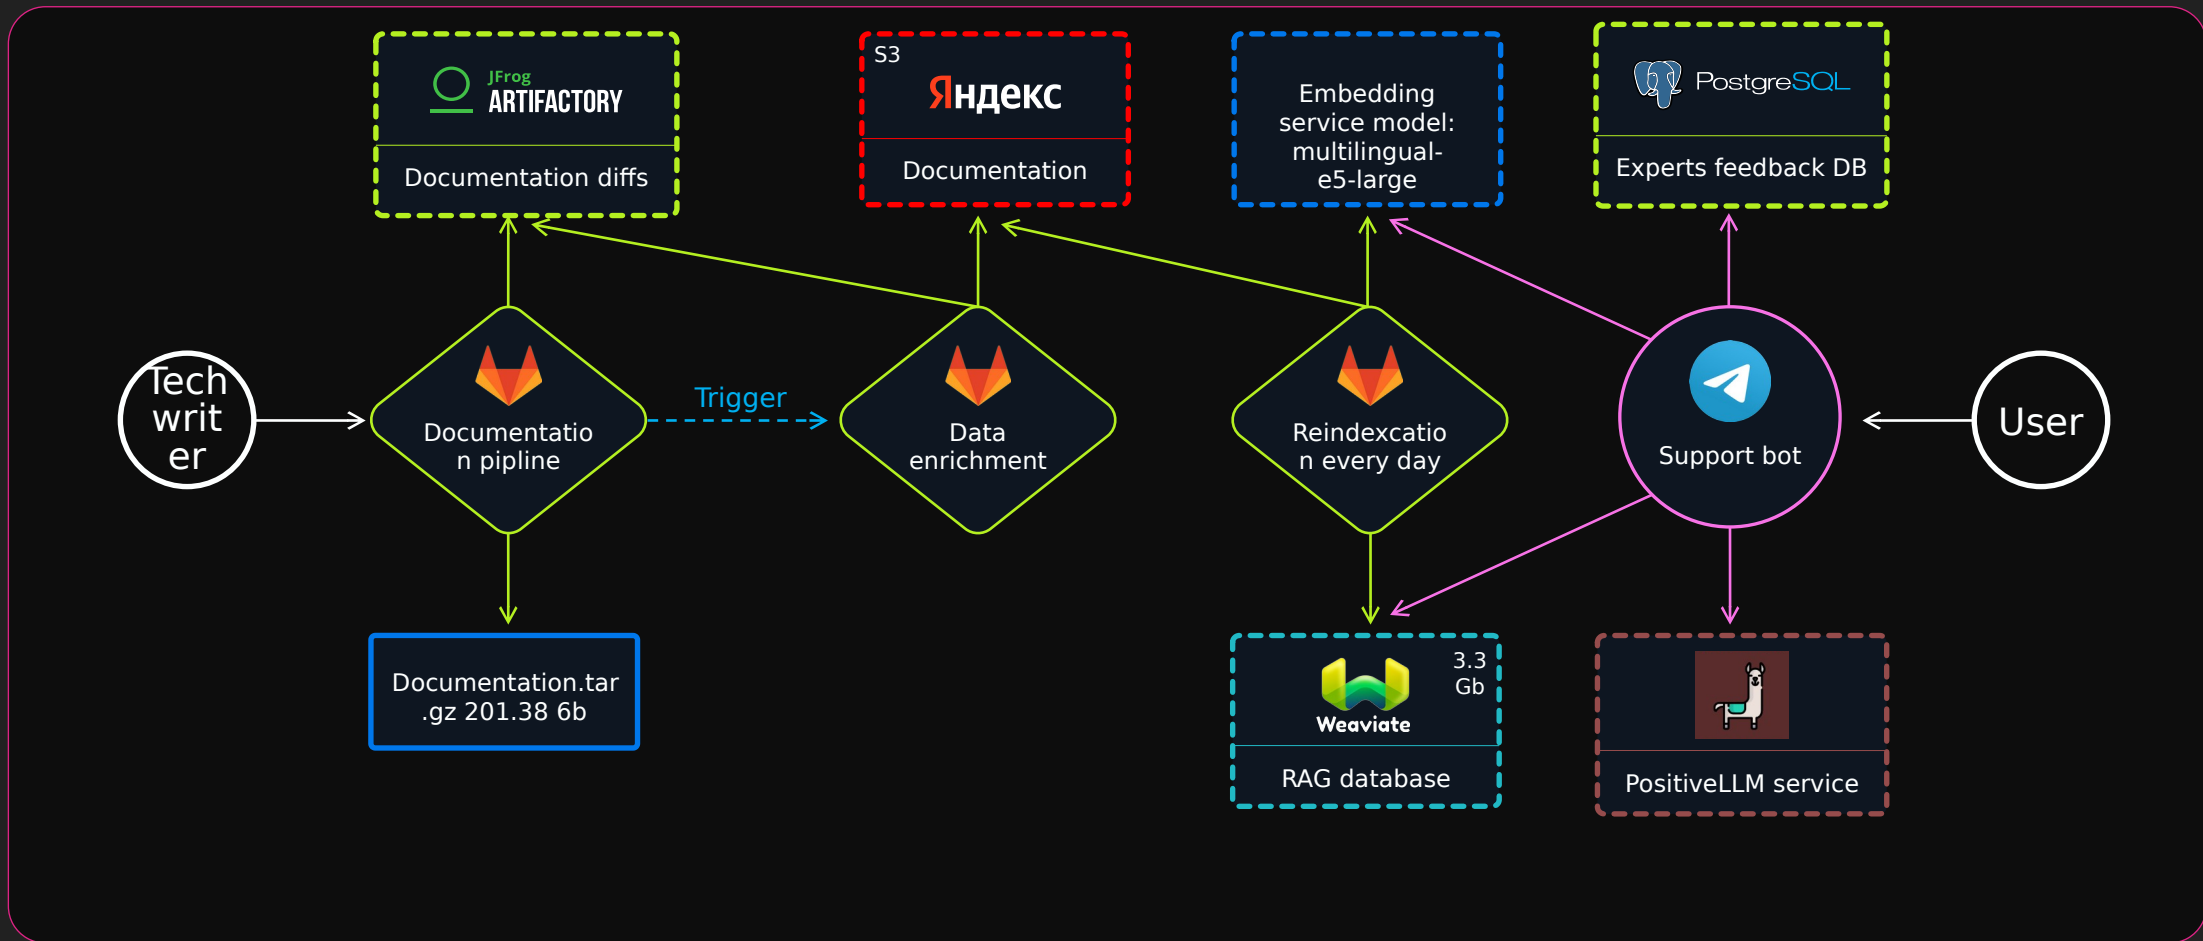 JFrog
ARTIFACTORY
Documentation diffs
S3
Яндекс
Documentation
Embedding
service model:
multilingual-
e5-large
PostgreSQL
Experts feedback DB
Tech
writ
er
Documentatio
n pipline
Trigger
Data
enrichment
Reindexcatio
n every day
Support bot
User
Documentation.tar
.gz 201.38 6b
3.3
Gb
Weaviate
RAG database
PositiveLLM service